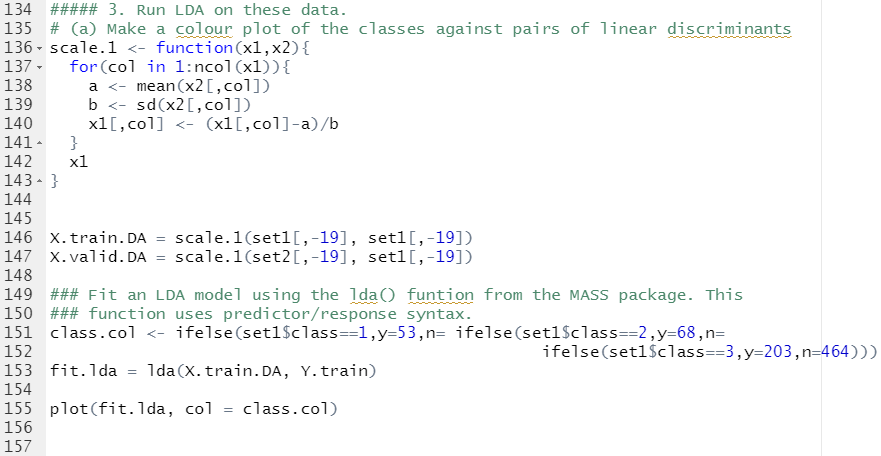 134 ##### 3. Run LDA on these data.
135 # (a) Make a colour plot of the classes against pairs of linear discriminants
136 scale.1 <- function(x1,x2){
137   for(col in 1:ncol(x1)){
138     a <- mean(x2[,col])
139     b <- sd(x2[,col])
140     x1[,col] <- (x1[,col]-a)/b
141   }
142   x1
143 }
144
145
146 X.train.DA = scale.1(set1[,-19], set1[,-19])
147 X.valid.DA = scale.1(set2[,-19], set1[,-19])
148
149 ### Fit an LDA model using the lda() funtion from the MASS package. This
150 ### function uses predictor/response syntax.
151 class.col <- ifelse(set1$class==1,y=53,n= ifelse(set1$class==2,y=68,n=
152                                                     ifelse(set1$class==3,y=203,n=464)))
153 fit.lda = lda(X.train.DA, Y.train)
154
155 plot(fit.lda, col = class.col)
156
157